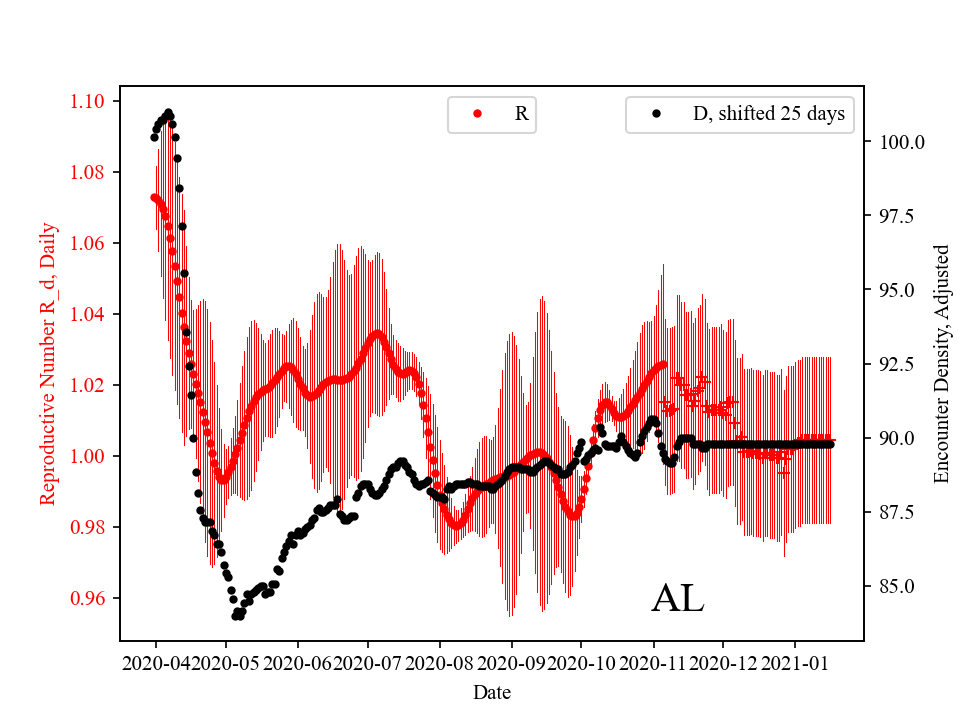 R
D, shifted 25 days
1.10
1.08
1.06
1.04
1.02
1.00
0.98
0.96
Reproductive Number R_d, Daily
100.0
97.5
95.0
92.5
90.0
87.5
85.0
Encounter Density, Adjusted
AL
2020-04 2020-05 2020-06 2020-07 2020-08 2020-09 2020-10 2020-11 2020-12 2021-01
Date